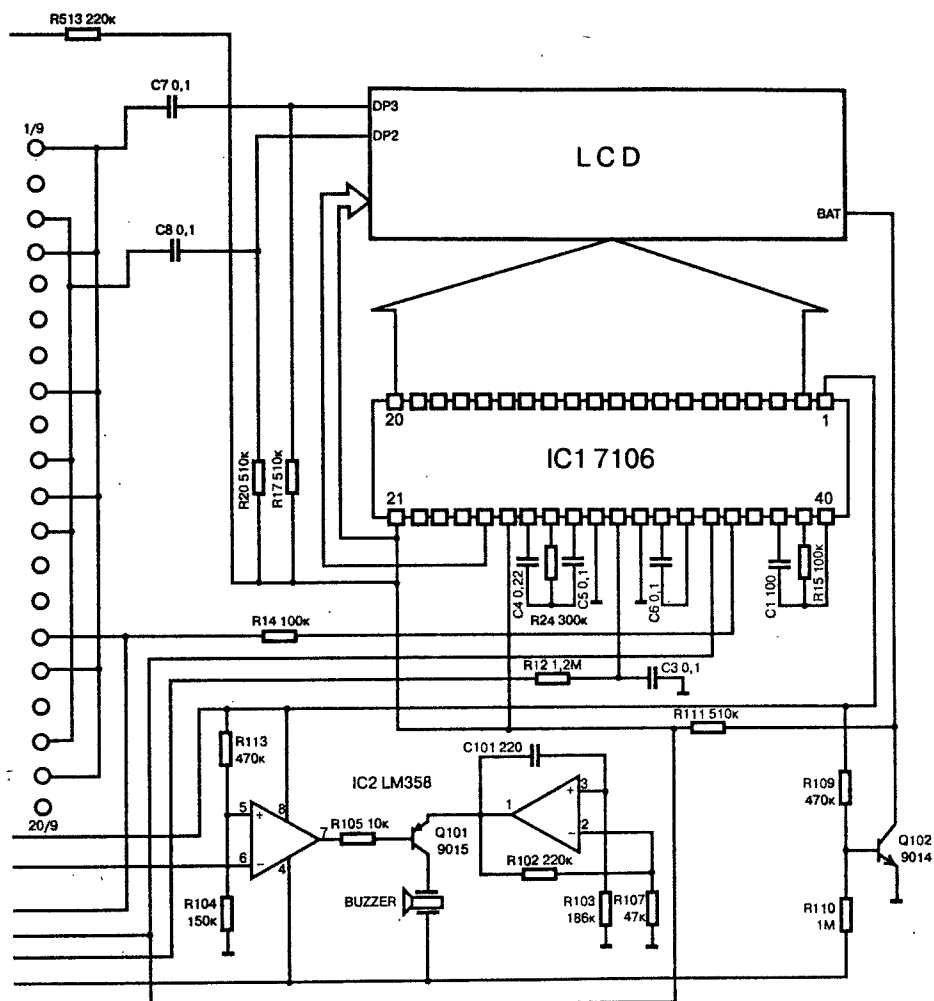 R513 220к
C7 0,1
DP3
1/9
DP2
LCD
BAT
C8 0,1
20
1
IC1 7106
R20 510к
R17 510к
21
40
C4 0,22
R24 300к
C5 0,1
C6 0,1
C1 100
R15 100к
R14 100к
R12 1,2M
C3 0,1
R111 510к
R113
470к
C101 220
IC2 LM358
R109
470к
8
5
+
1
+
3
20/9
7
R105 10к
Q101
9015
−
2
Q102
9014
6
−
4
R102 220к
R104
150к
BUZZER
R103
186к
R107
47к
R110
1M